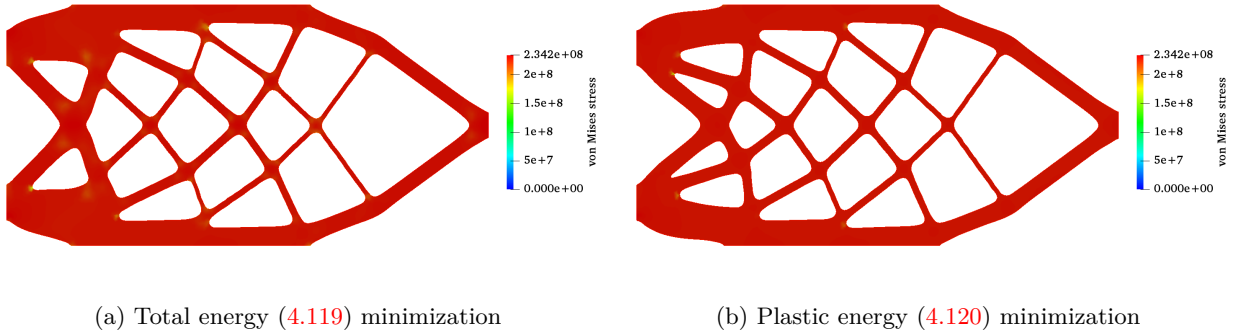 2.342e+08
2e+8
1.5e+8
1e+8
5e+7
0.000e+00
von Mises stress
2.342e+08
2e+8
1.5e+8
1e+8
5e+7
0.000e+00
von Mises stress
(a) Total energy (4.119) minimization
(b) Plastic energy (4.120) minimization